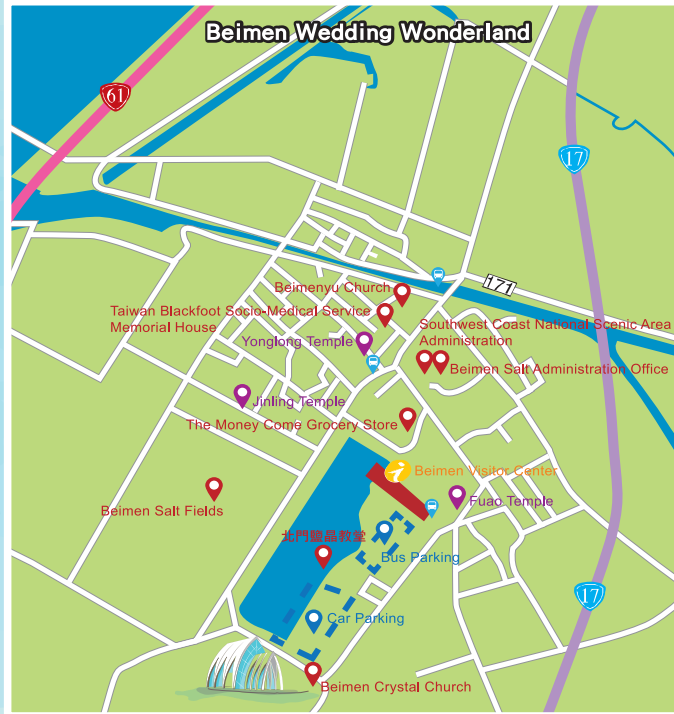 Beimen Wedding Wonderland
61
17
171
Beimenyu Church
Taiwan Blackfoot Socio-Medical Service
Memorial House
Southwest Coast National Scenic Area
Administration
Yonglong Temple
Beimen Salt Administration Office
Jinling Temple
The Money Come Grocery Store
Beimen Visitor Center
Fuao Temple
Beimen Salt Fields
北門鹽晶教堂
Bus Parking
17
Car Parking
Beimen Crystal Church